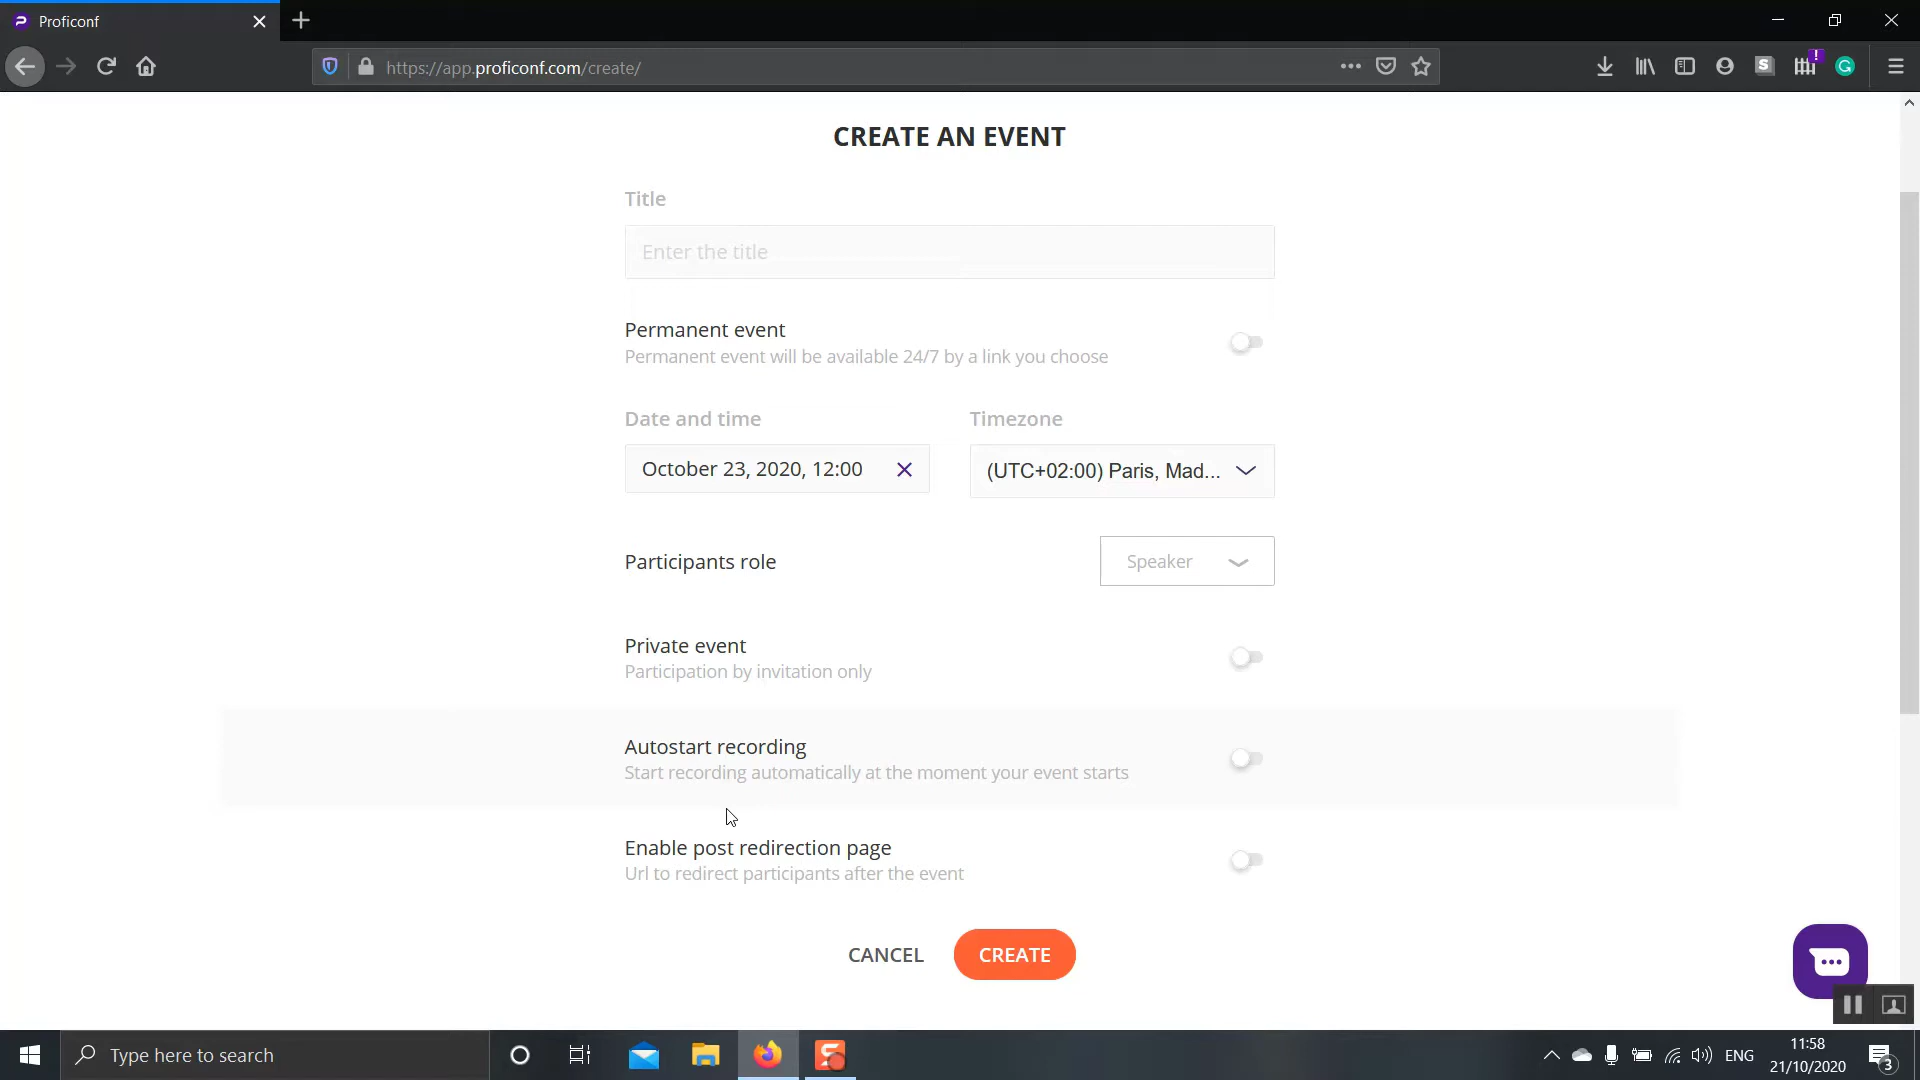 Proficonf
https://app.proficonf.com/create/
S
!
G
CREATE AN EVENT
Title
Enter the title
Permanent event
Permanent event will be available 24/7 by a link you choose
Date and time
Timezone
October 23, 2020, 12:00
(UTC+02:00) Paris, Mad...
Participants role
Speaker
Private event
Participation by invitation only
Autostart recording
Start recording automatically at the moment your event starts
Enable post redirection page
Url to redirect participants after the event
CANCEL
CREATE
Type here to search
S
ENG
11:58
21/10/2020
3